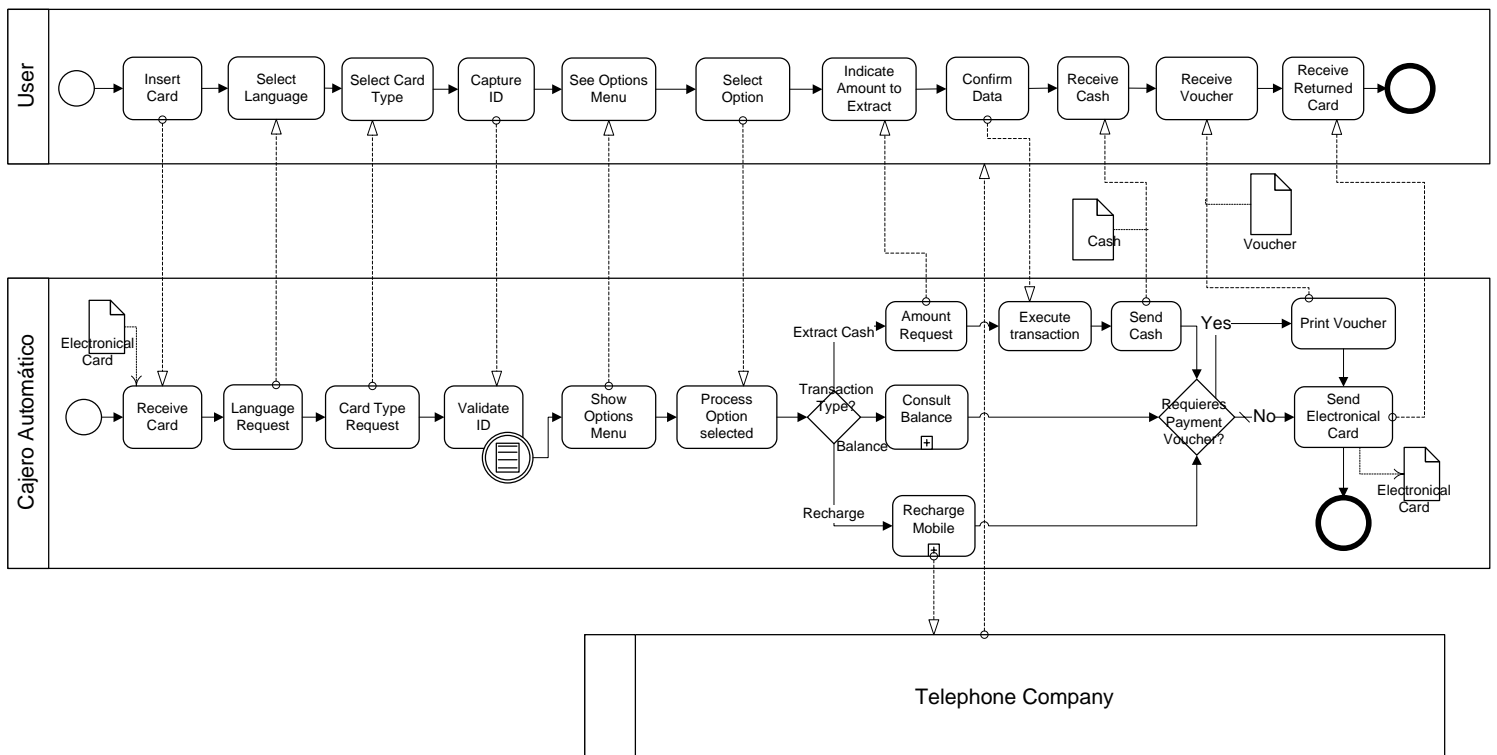 User
Insert
Card
Select
Language
Select Card
Type
Capture
ID
See Options
Menu
Select
Option
Indicate
Amount to
Extract
Confirm
Data
Receive
Cash
Receive
Voucher
Receive
Returned
Card
Cash
Voucher
Cajero Automático
Electronical
Card
Receive
Card
Language
Request
Card Type
Request
Validate
ID
Show
Options
Menu
Process
Option
selected
Transaction
Type?
Extract Cash
Amount
Request
Execute
transaction
Send
Cash
Balance
Consult
Balance
Recharge
Recharge
Mobile
Requieres
Payment
Voucher?
Yes
Print Voucher
No
Send
Electronical
Card
Electronical
Card
Telephone Company